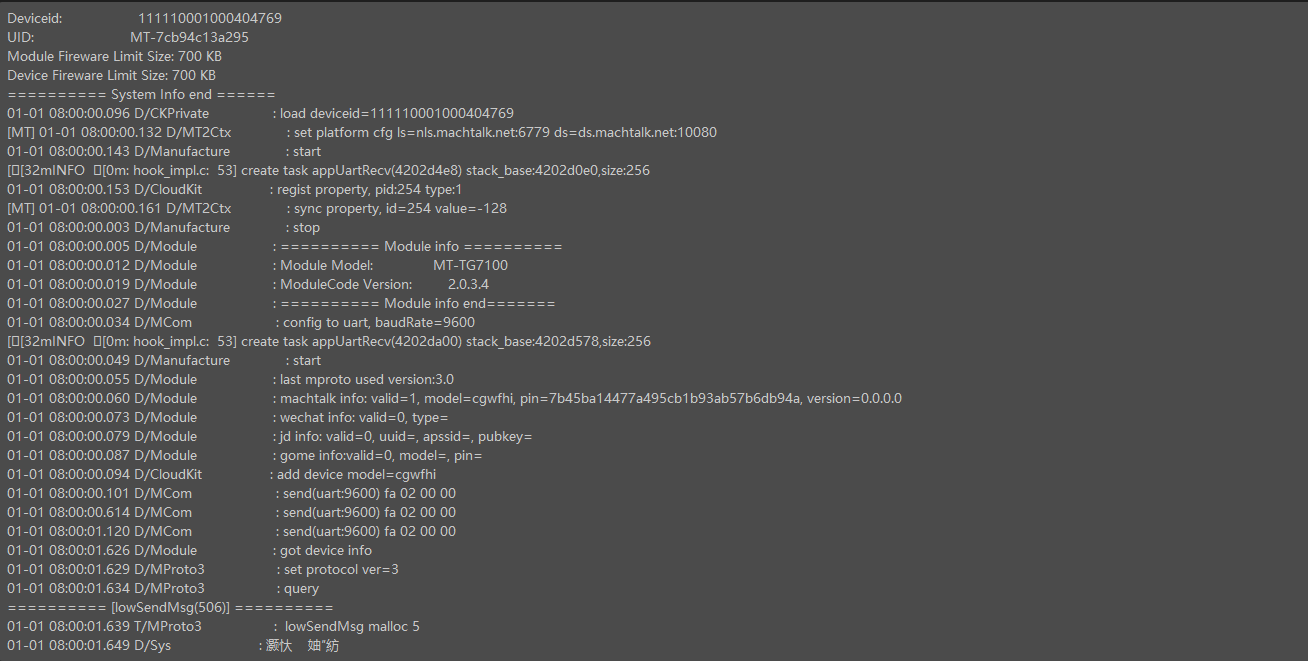 Deviceid: 111110001000404769
UID: MT-7cb94c13a295
Module Fireware Limit Size: 700 KB
Device Fireware Limit Size: 700 KB
========== System Info end ======
01-01 08:00:00.096 D/CKPrivate : load deviceid=111110001000404769
[MT] 01-01 08:00:00.132 D/MT2Ctx : set platform cfg ls=nls.machtalk.net:6779 ds=ds.machtalk.net:10080
01-01 08:00:00.143 D/Manufacture : start
[▯[32mINFO ▯[0m: hook_impl.c: 53] create task appUartRecv(4202d4e8) stack_base:4202d0e0,size:256
01-01 08:00:00.153 D/CloudKit : regist property, pid:254 type:1
[MT] 01-01 08:00:00.161 D/MT2Ctx : sync property, id=254 value=-128
01-01 08:00:00.003 D/Manufacture : stop
01-01 08:00:00.005 D/Module : ========== Module info ==========
01-01 08:00:00.012 D/Module : Module Model: MT-TG7100
01-01 08:00:00.019 D/Module : ModuleCode Version: 2.0.3.4
01-01 08:00:00.027 D/Module : ========== Module info end=======
01-01 08:00:00.034 D/MCom : config to uart, baudRate=9600
[▯[32mINFO ▯[0m: hook_impl.c: 53] create task appUartRecv(4202da00) stack_base:4202d578,size:256
01-01 08:00:00.049 D/Manufacture : start
01-01 08:00:00.055 D/Module : last mproto used version:3.0
01-01 08:00:00.060 D/Module : machtalk info: valid=1, model=cgwfhi, pin=7b45ba14477a495cb1b93ab57b6db94a, version=0.0.0.0
01-01 08:00:00.073 D/Module : wechat info: valid=0, type=
01-01 08:00:00.079 D/Module : jd info: valid=0, uuid=, apssid=, pubkey=
01-01 08:00:00.087 D/Module : gome info:valid=0, model=, pin=
01-01 08:00:00.094 D/CloudKit : add device model=cgwfhi
01-01 08:00:00.101 D/MCom : send(uart:9600) fa 02 00 00
01-01 08:00:00.614 D/MCom : send(uart:9600) fa 02 00 00
01-01 08:00:01.120 D/MCom : send(uart:9600) fa 02 00 00
01-01 08:00:01.626 D/Module : got device info
01-01 08:00:01.629 D/MProto3 : set protocol ver=3
01-01 08:00:01.634 D/MProto3 : query
========== [lowSendMsg(506)] ==========
01-01 08:00:01.639 T/MProto3 : lowSendMsg malloc 5
01-01 08:00:01.649 D/Sys :